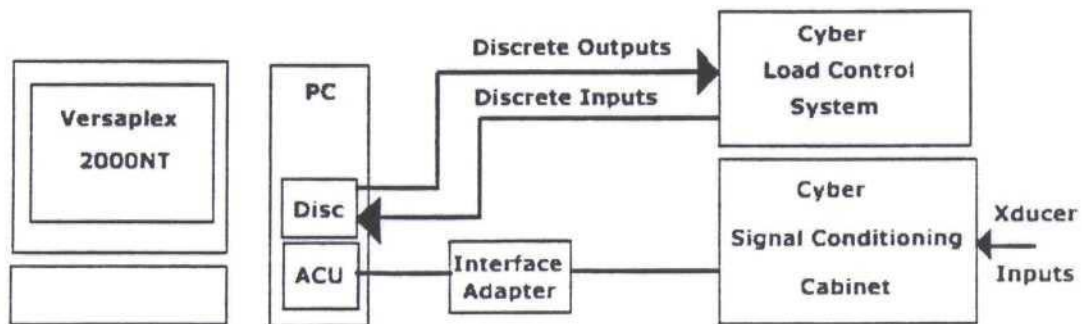 Versaplex
2000NT
PC
Disc
ACU
Discrete Outputs
Discrete Inputs
Interface
Adapter
Cyber
Load Control
System
Cyber
Signal Conditioning
Cabinet
Xducer
Inputs